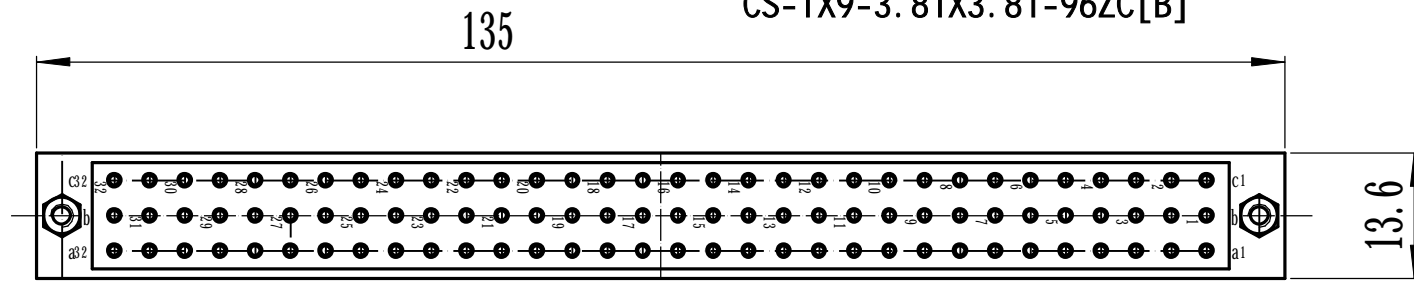 CS-TX9-3.81X3.81-96ZC[B]
135
c32 32 30 28 26 24 22 20 18 16 14 12 10 8 6 4 2 c1
b 31 29 27 25 23 21 19 17 15 13 11 9 7 5 3 1 b
a32 a1
13.6